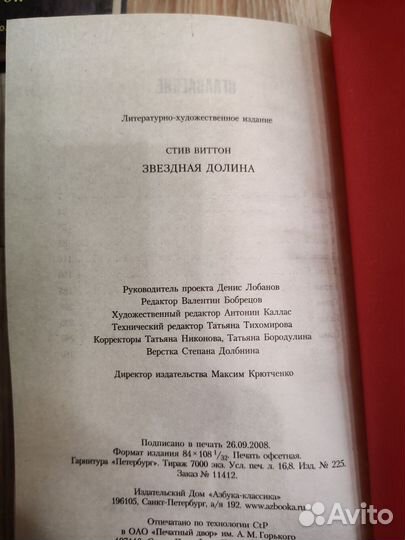 ОГЛАВЛЕНИЕ
Литературно-художественное издание
СТИВ ВИТТОН
ЗВЕЗДНАЯ ДОЛИНА
Руководитель проекта Денис Лобанов
Редактор Валентин Бобрецов
Художественный редактор Антонин Каллас
Технический редактор Татьяна Тихомирова
Корректоры Татьяна Никонова, Татьяна Бородулина
Верстка Степана Долбнина
Директор издательства Максим Крютченко
Подписано в печать 26.09.2008.
Формат издания 84 × 108 1/32. Печать офсетная.
Гарнитура «Петербург». Тираж 7000 экз. Усл. печ. л. 16,8. Изд. № 225.
Заказ № 11412.
Издательский Дом «Азбука-классика»
196105, Санкт-Петербург, а/я 192. www.azbooka.ru
Отпечатано по технологии CtP
в ОАО «Печатный двор» им. А. М. Горького
Avito